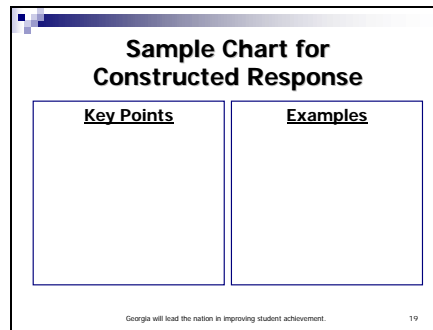 Sample Chart for
Constructed Response
Key Points
Examples
Georgia will lead the nation in improving student achievement.
19